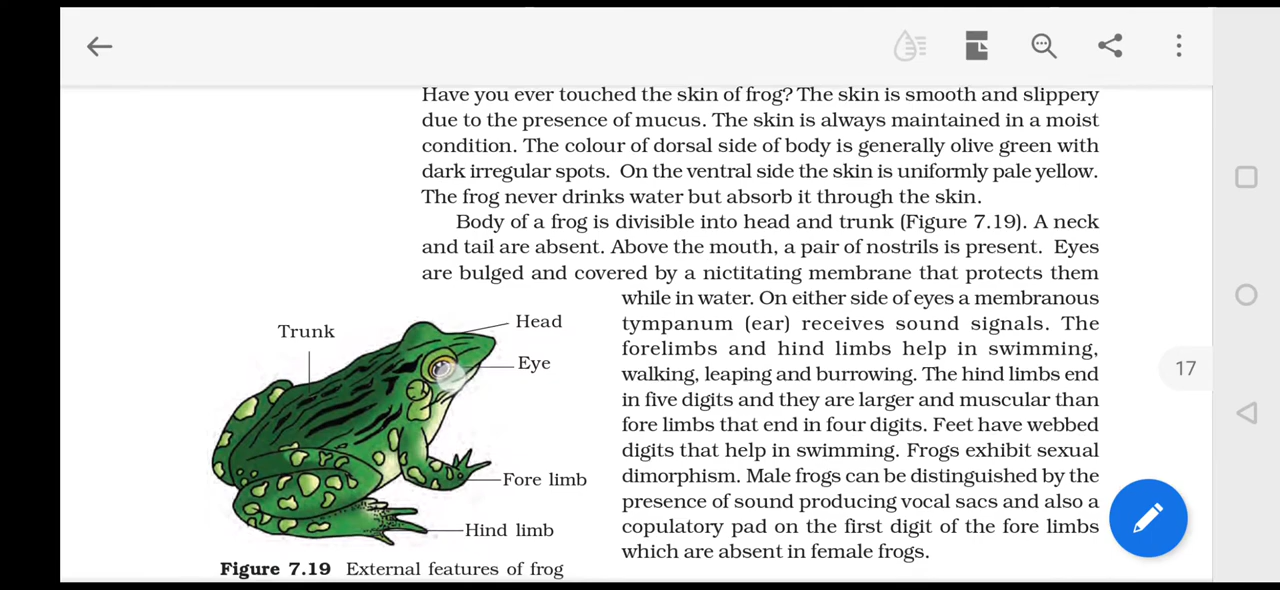 Have you ever touched the skin of frog? The skin is smooth and slippery
due to the presence of mucus. The skin is always maintained in a moist
condition. The colour of dorsal side of body is generally olive green with
dark irregular spots. On the ventral side the skin is uniformly pale yellow.
The frog never drinks water but absorb it through the skin.
Body of a frog is divisible into head and trunk (Figure 7.19). A neck
and tail are absent. Above the mouth, a pair of nostrils is present. Eyes
are bulged and covered by a nictitating membrane that protects them
while in water. On either side of eyes a membranous
tympanum (ear) receives sound signals. The
forelimbs and hind limbs help in swimming,
walking, leaping and burrowing. The hind limbs end
in five digits and they are larger and muscular than
fore limbs that end in four digits. Feet have webbed
digits that help in swimming. Frogs exhibit sexual
dimorphism. Male frogs can be distinguished by the
presence of sound producing vocal sacs and also a
copulatory pad on the first digit of the fore limbs
which are absent in female frogs.
Trunk
Head
Eye
Fore limb
Hind limb
Figure 7.19 External features of frog
17